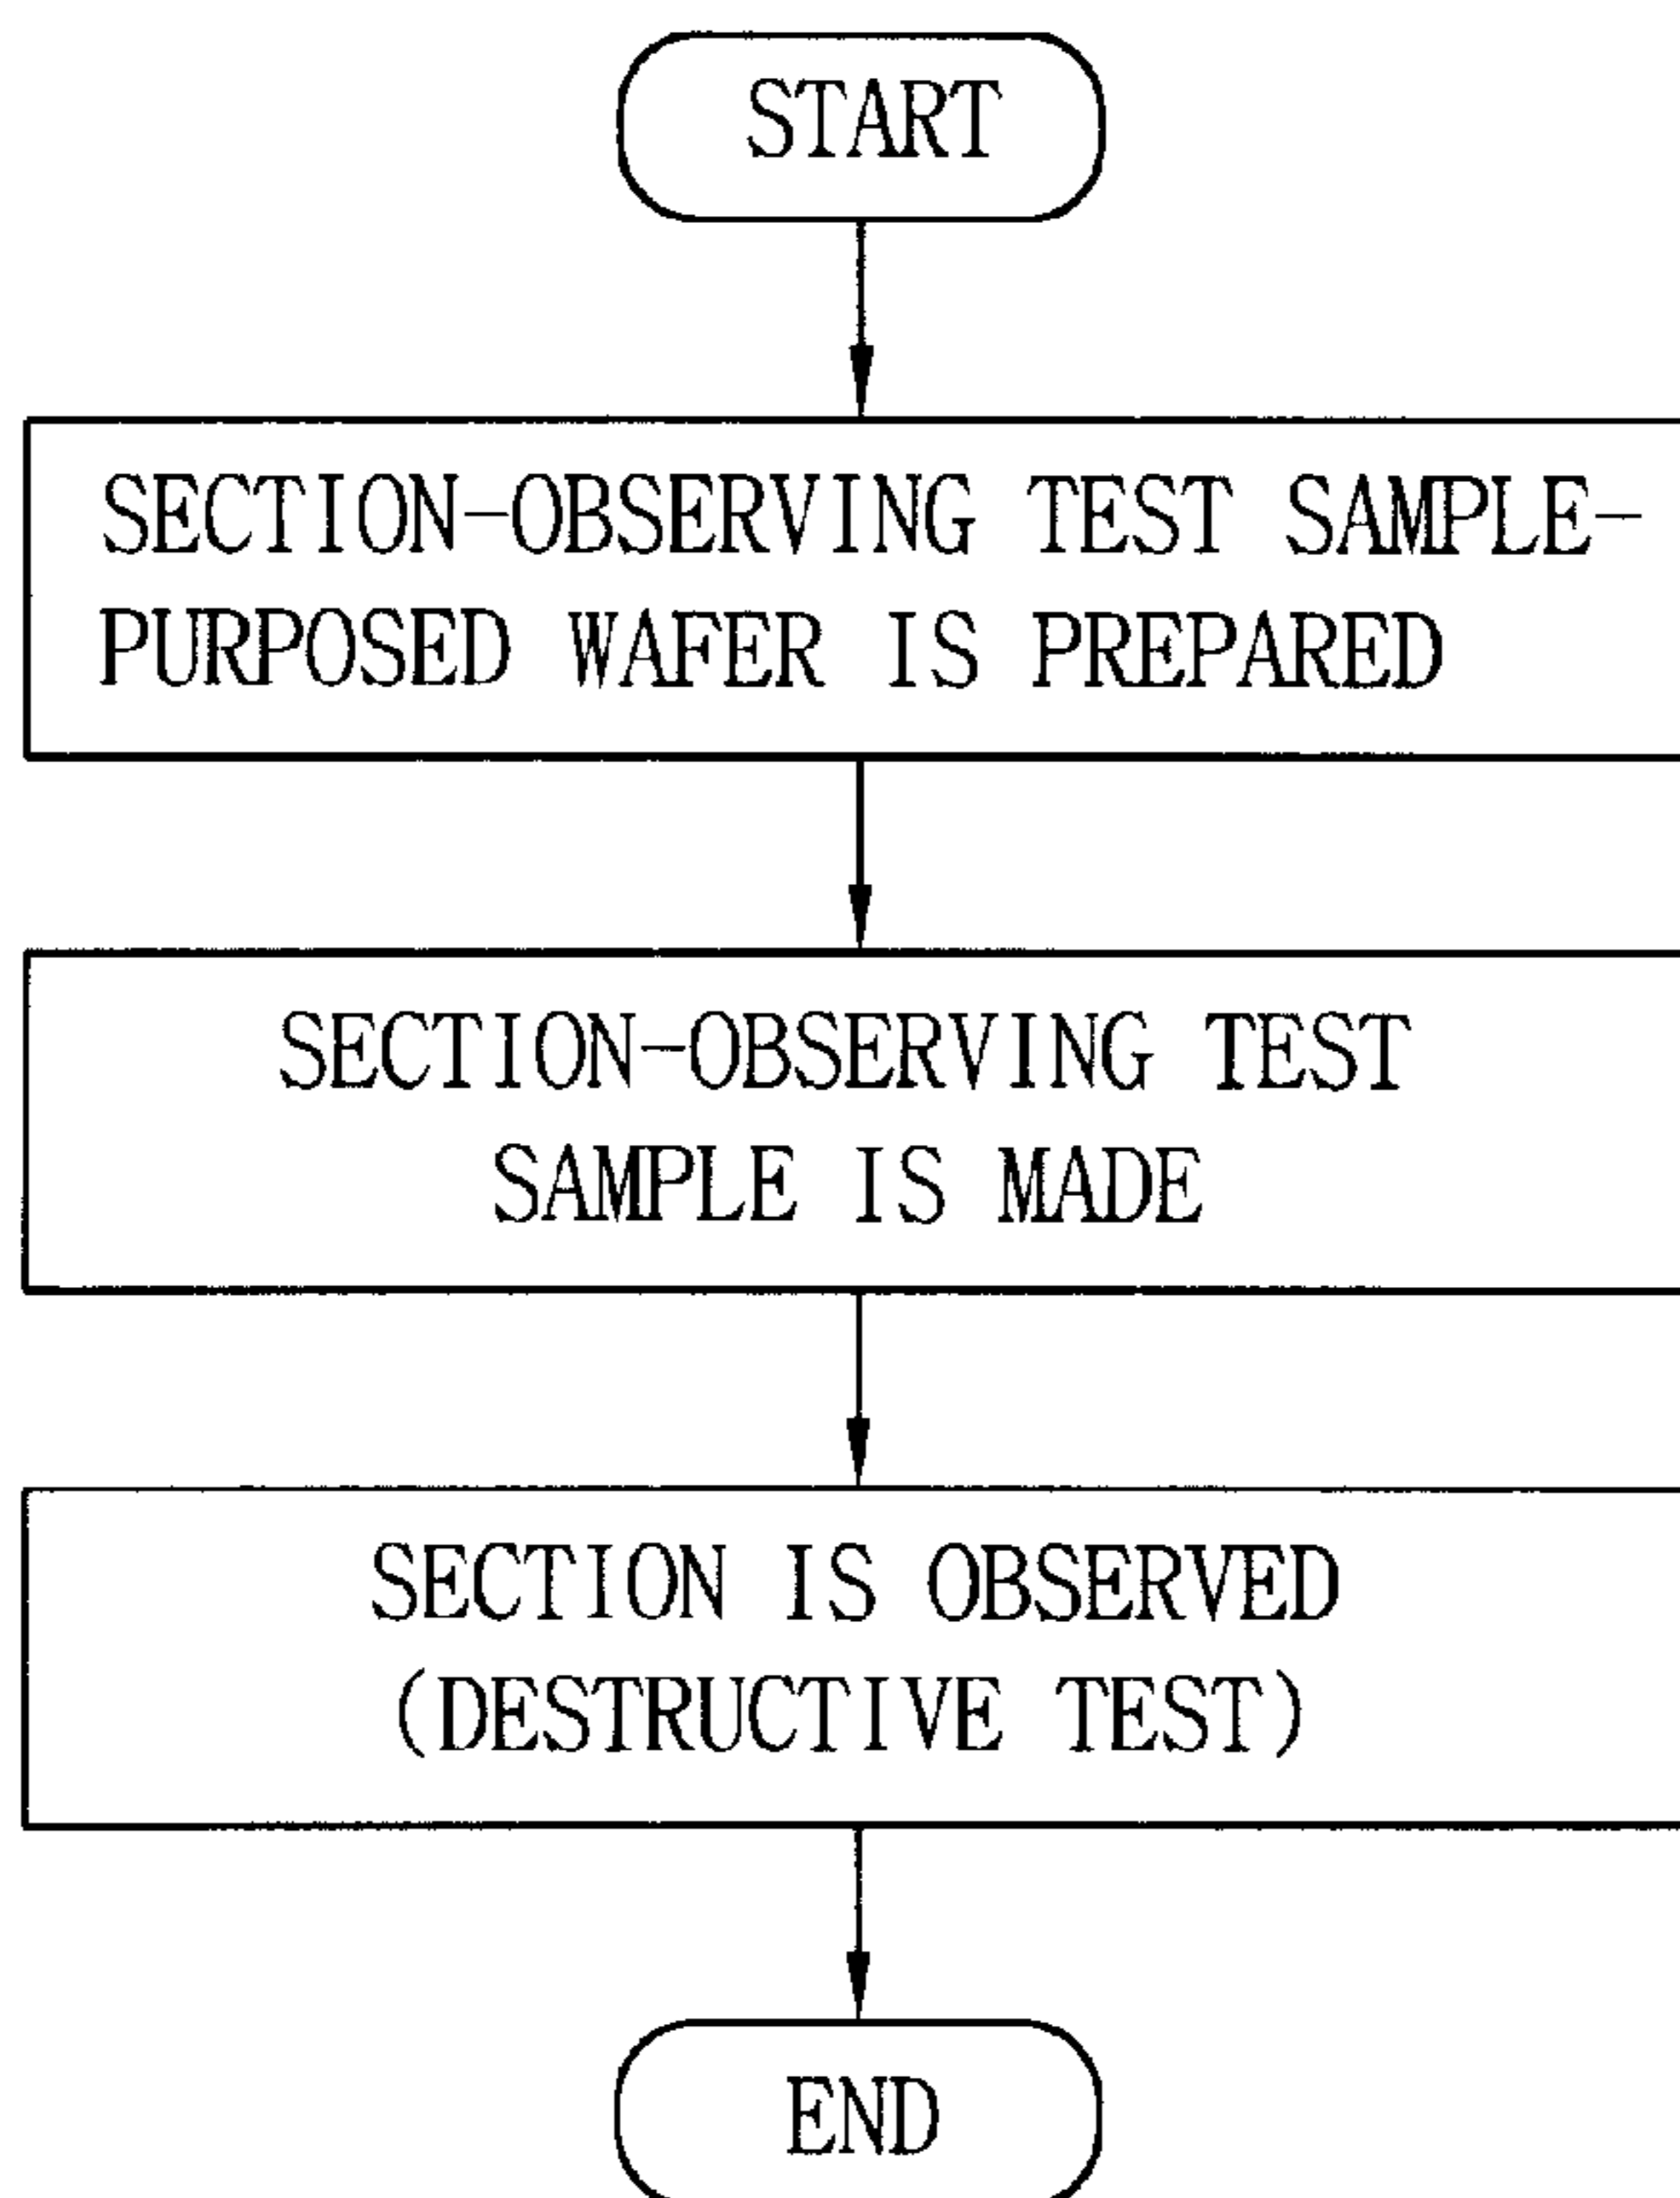 START
SECTION-OBSERVING TEST SAMPLE-
PURPOSED WAFER IS PREPARED
SECTION-OBSERVING TEST
SAMPLE IS MADE
SECTION IS OBSERVED
(DESTRUCTIVE TEST)
END